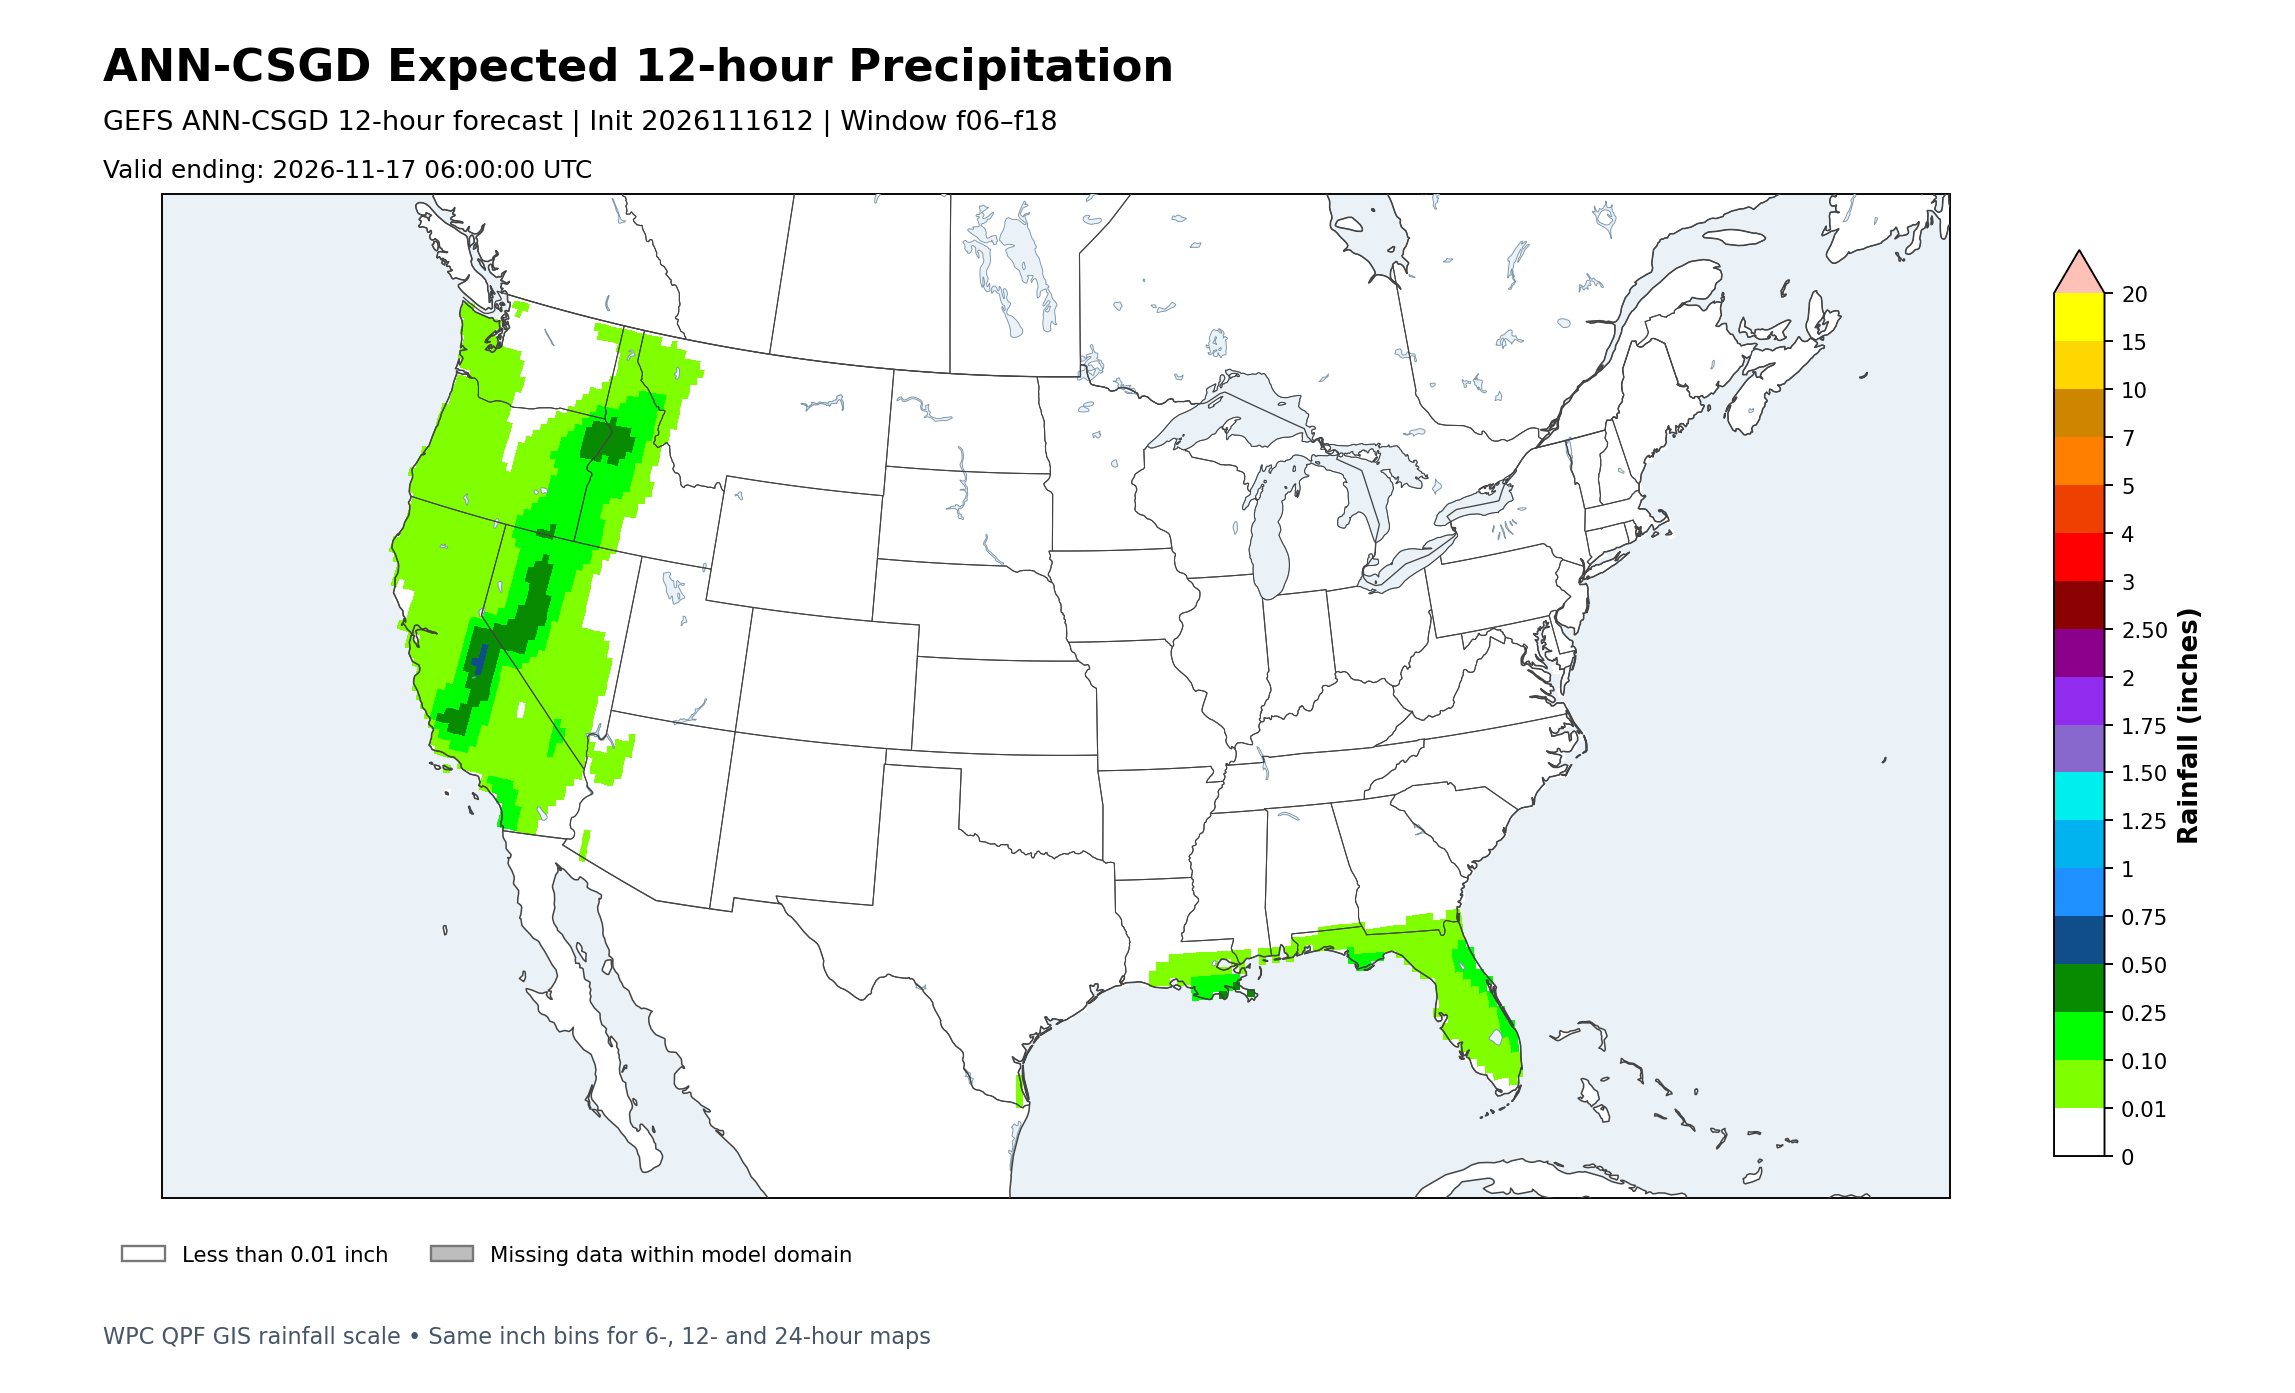 ANN-CSGD Expected 12-hour Precipitation
GEFS ANN-CSGD 12-hour forecast | Init 2026111612 | Window f06–f18
Valid ending: 2026-11-17 06:00:00 UTC
20
15
10
7
5
4
3
2.50
2
1.75
1.50
1.25
1
0.75
0.50
0.25
0.10
0.01
0
Rainfall (inches)
Less than 0.01 inch
Missing data within model domain
WPC QPF GIS rainfall scale • Same inch bins for 6-, 12- and 24-hour maps